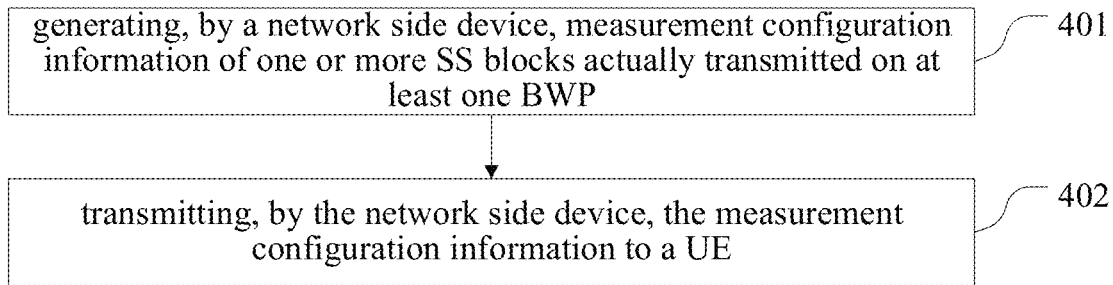 generating, by a network side device, measurement configuration 401
information of one or more SS blocks actually transmitted on at
least one BWP
transmitting, by the network side device, the measurement 402
configuration information to a UE